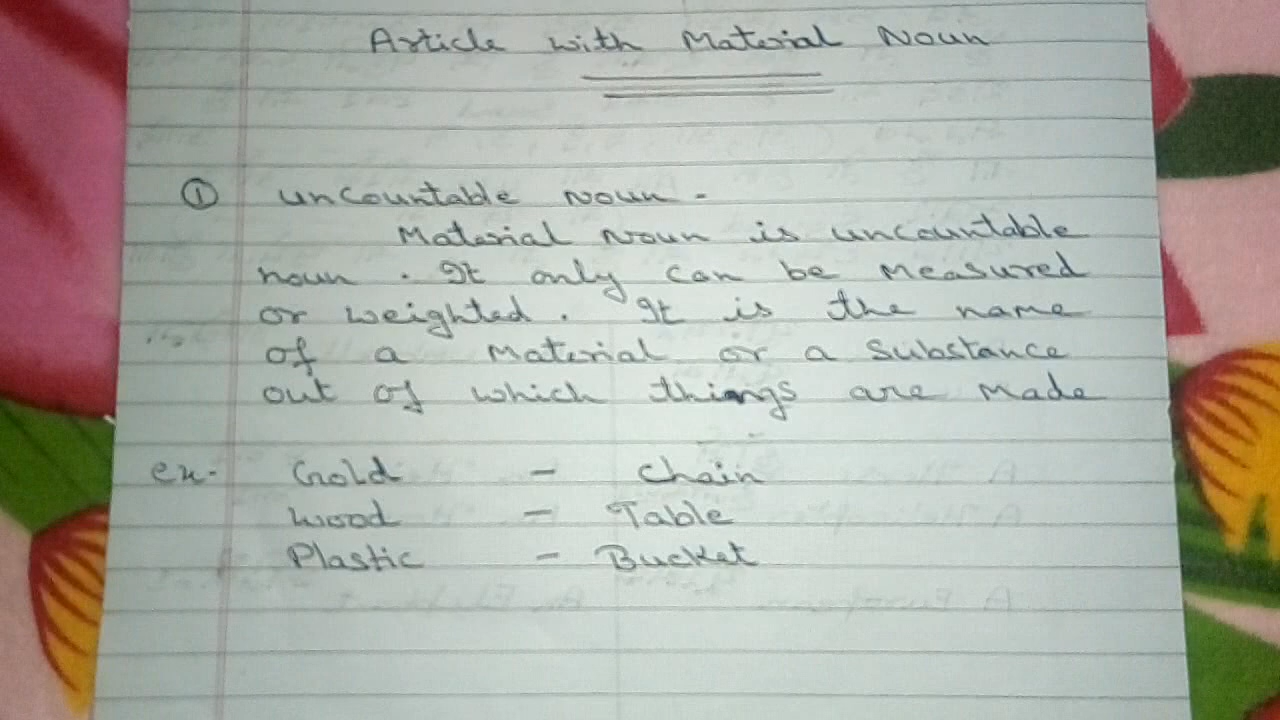 Article with Material Noun
① uncountable Noun -
Material Noun is uncountable
noun. It only can be Measured
or weighted. It is the name
of a Material or a Substance
out of which things are Made
ex- Gold - Chain
Wood - Table
Plastic - Bucket